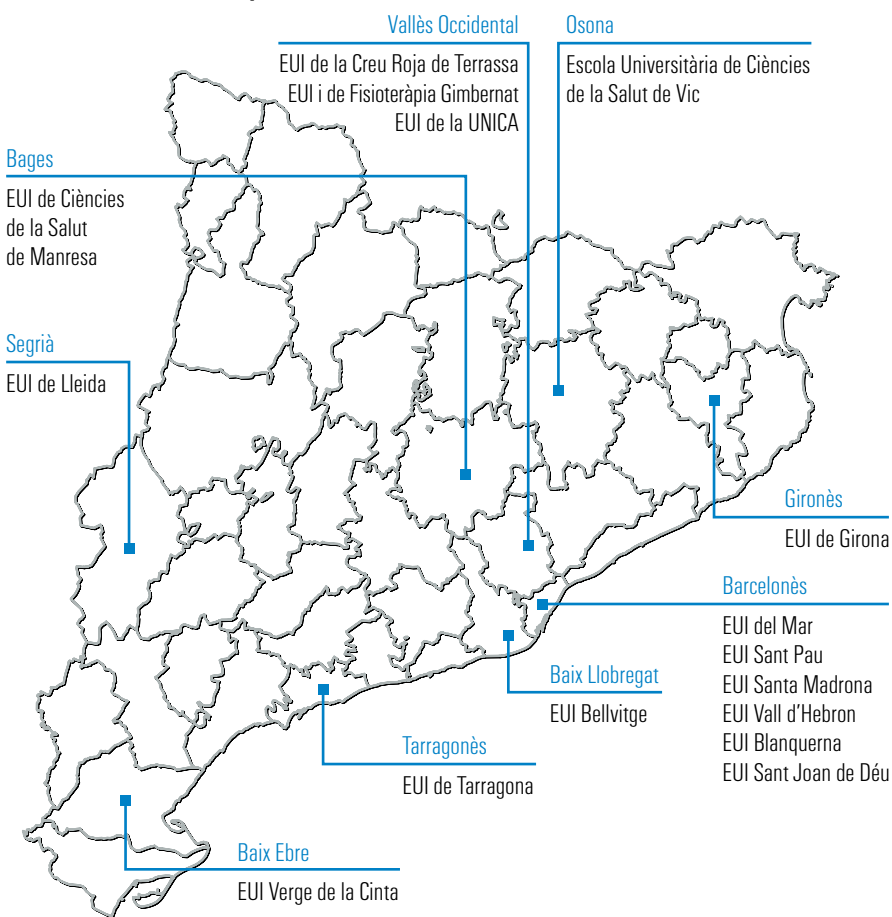 Vallès Occidental
EUI de la Creu Roja de Terrassa
EUI i de Fisioteràpia Gimbernat
EUI de la UNICA
Osona
Escola Universitària de Ciències
de la Salut de Vic
Bages
EUI de Ciències
de la Salut
de Manresa
Segrià
EUI de Lleida
Gironès
EUI de Girona
Barcelonès
EUI del Mar
EUI Sant Pau
EUI Santa Madrona
EUI Vall d'Hebron
EUI Blanquerna
EUI Sant Joan de Déu
Baix Llobregat
EUI Bellvitge
Tarragonès
EUI de Tarragona
Baix Ebre
EUI Verge de la Cinta